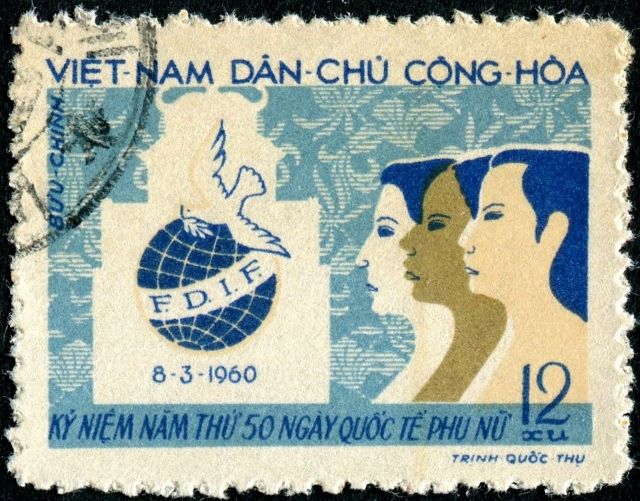 VIỆT-NAM DÂN-CHỦ CỘNG-HÒA
BƯU-CHÍNH
F.D.I.F.
8-3-1960
KỶ NIỆM NĂM THỨ 50 NGÀY QUỐC TẾ PHỤ NỮ
12
XU
TRỊNH QUỐC THỤ